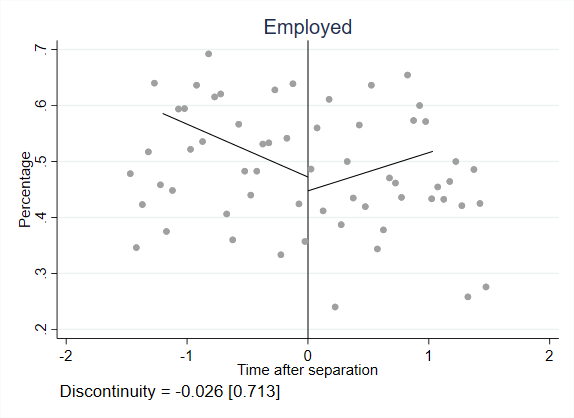 Employed
Percentage
.7
.6
.5
.4
.3
.2
-2 -1 0 1 2
Time after separation
Discontinuity = -0.026 [0.713]